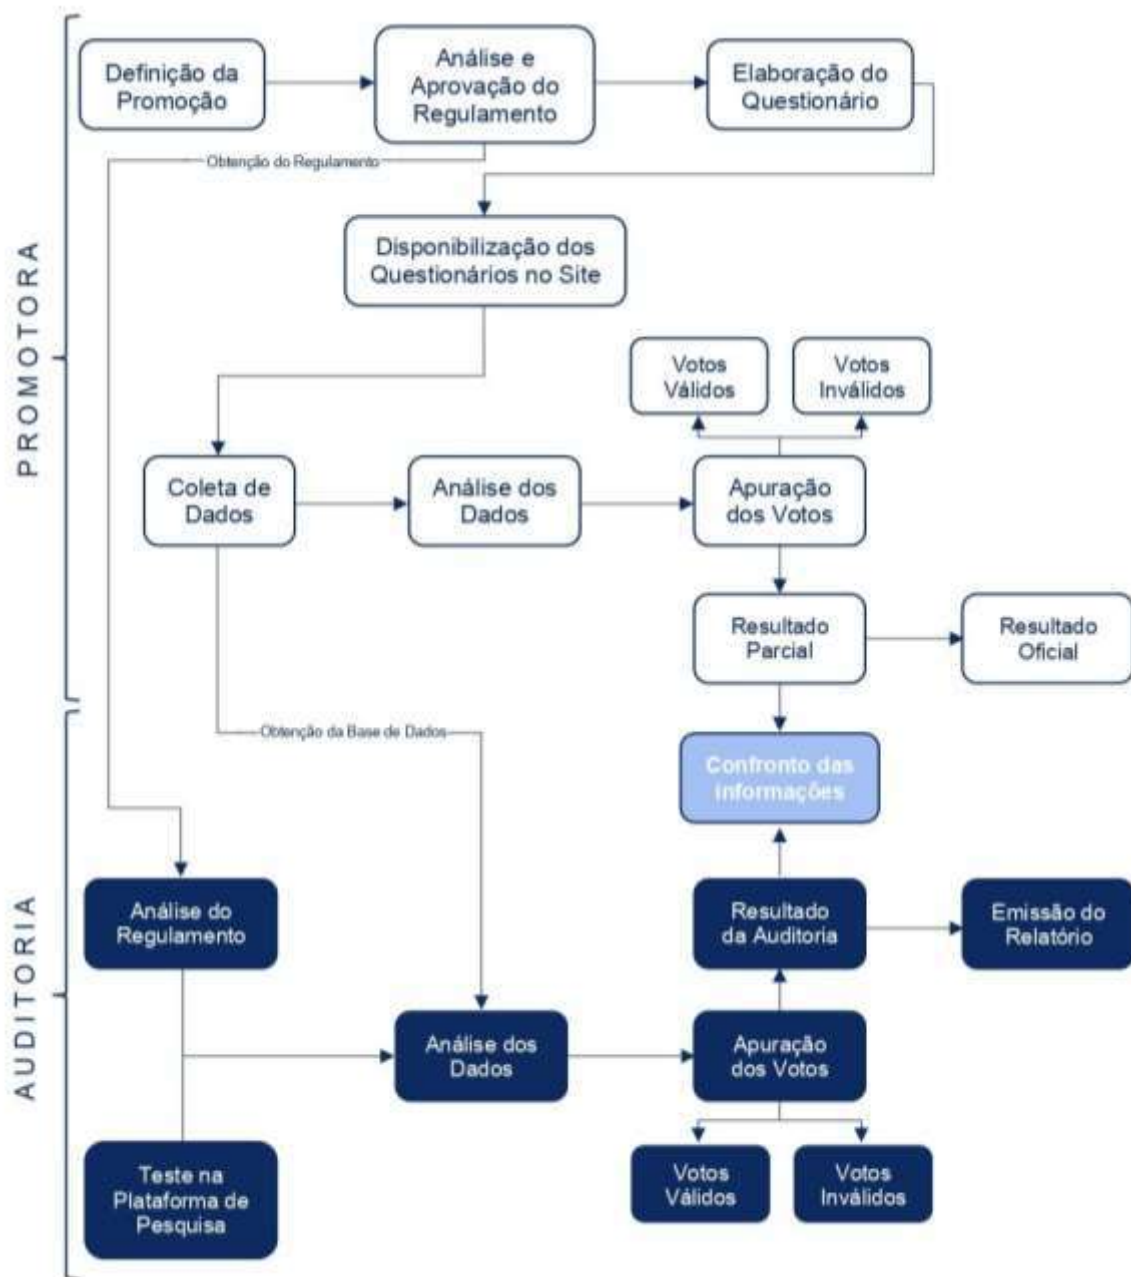 PROMOTORA
Definição da
Promoção
Análise e
Aprovação do
Regulamento
Elaboração do
Questionário
Obtenção do Regulamento
Disponibilização dos
Questionários no Site
Votos
Válidos
Votos
Inválidos
Coleta de
Dados
Análise dos
Dados
Apuração
dos Votos
Resultado
Parcial
Resultado
Oficial
AUDITORIA
Obtenção da Base de Dados
Confronto das
informações
Análise do
Regulamento
Resultado
da Auditoria
Emissão do
Relatório
Análise dos
Dados
Apuração
dos Votos
Teste na
Plataforma de
Pesquisa
Votos
Válidos
Votos
Inválidos